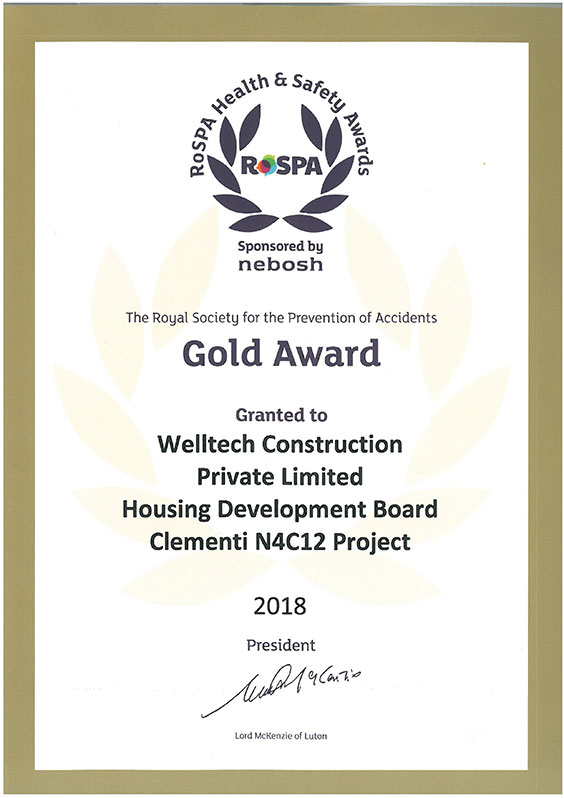 RoSPA Health & Safety Awards
RoSPA
Sponsored by
nebosh
The Royal Society for the Prevention of Accidents
Gold Award
Granted to
Welltech Construction
Private Limited
Housing Development Board
Clementi N4C12 Project
2018
President
Lord McKenzie of Luton